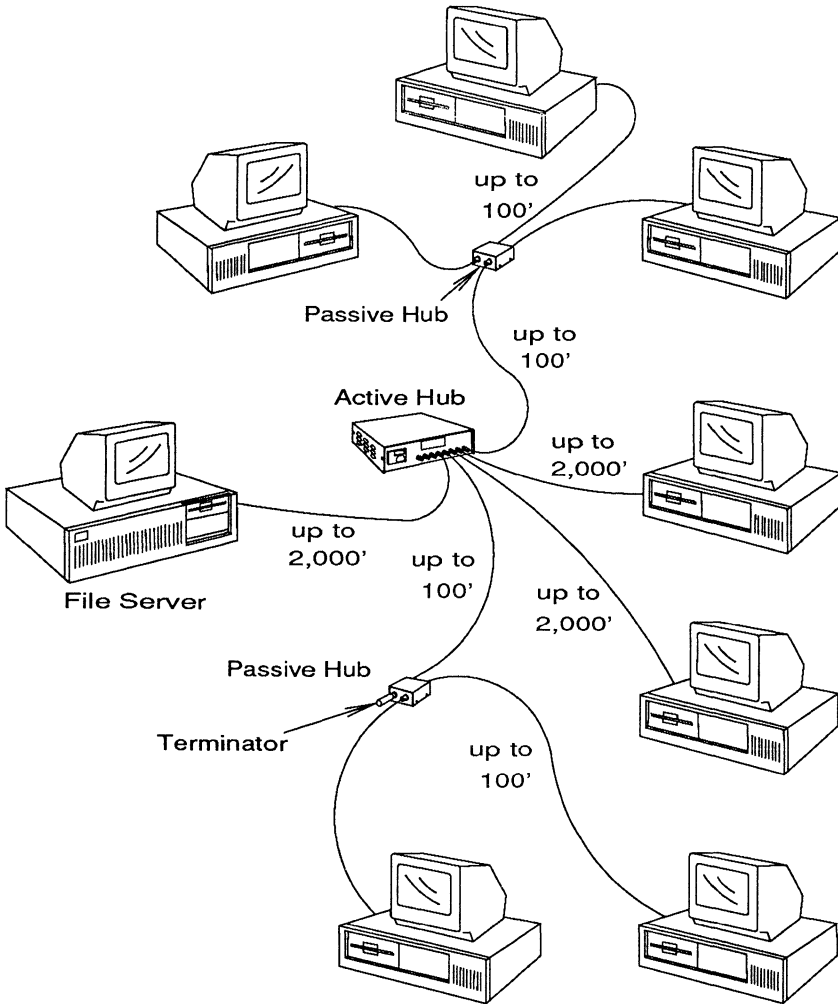 up to
100'
Passive Hub
up to
100'
Active Hub
up to
2,000'
up to
2,000'
File Server
up to
100'
up to
2,000'
Passive Hub
Terminator
up to
100'